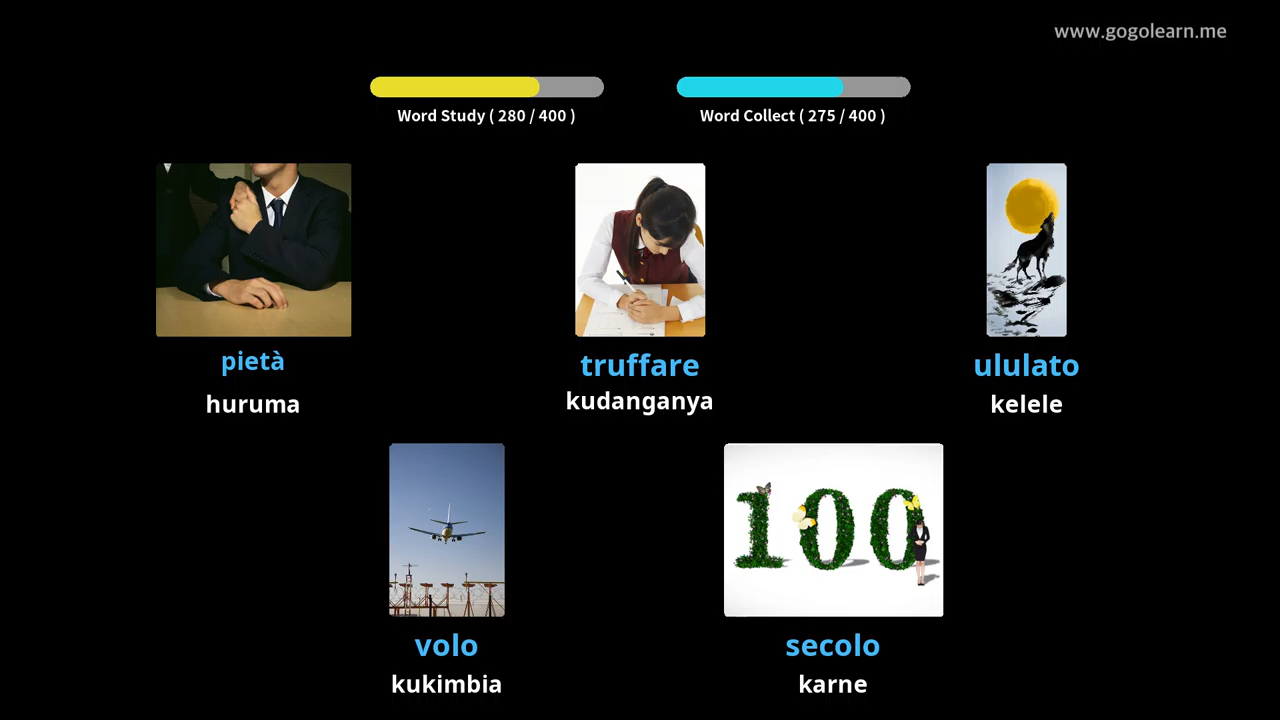 www.gogolearn.me
Word Study ( 280 / 400 )
Word Collect ( 275 / 400 )
pietà
huruma
truffare
kudanganya
ululato
kelele
100
volo
kukimbia
secolo
karne